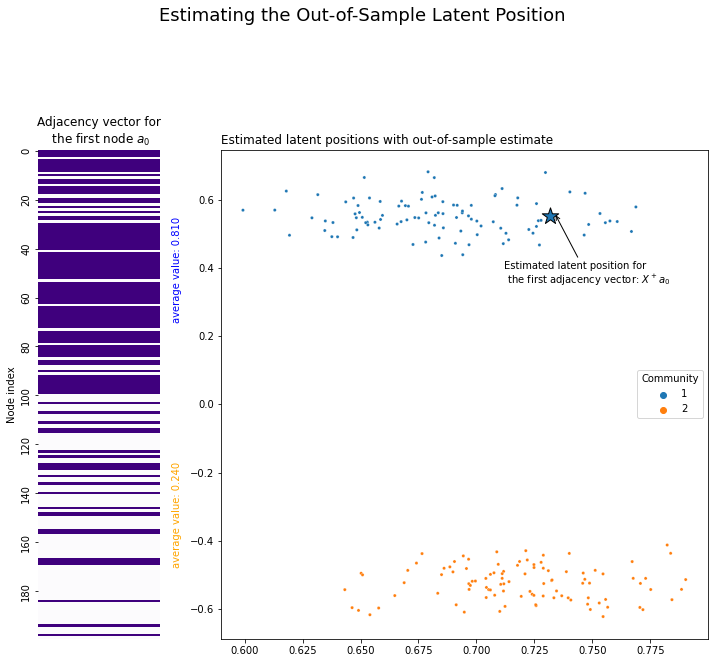 Estimating the Out-of-Sample Latent Position
Adjacency vector for
the first node a₀
Node index
0
20
40
60
80
100
120
140
160
180
average value: 0.810
average value: 0.240
Estimated latent positions with out-of-sample estimate
0.6
0.4
0.2
0.0
−0.2
−0.4
−0.6
Estimated latent position for
the first adjacency vector: X⁺a₀
Community
1
2
0.600
0.625
0.650
0.675
0.700
0.725
0.750
0.775